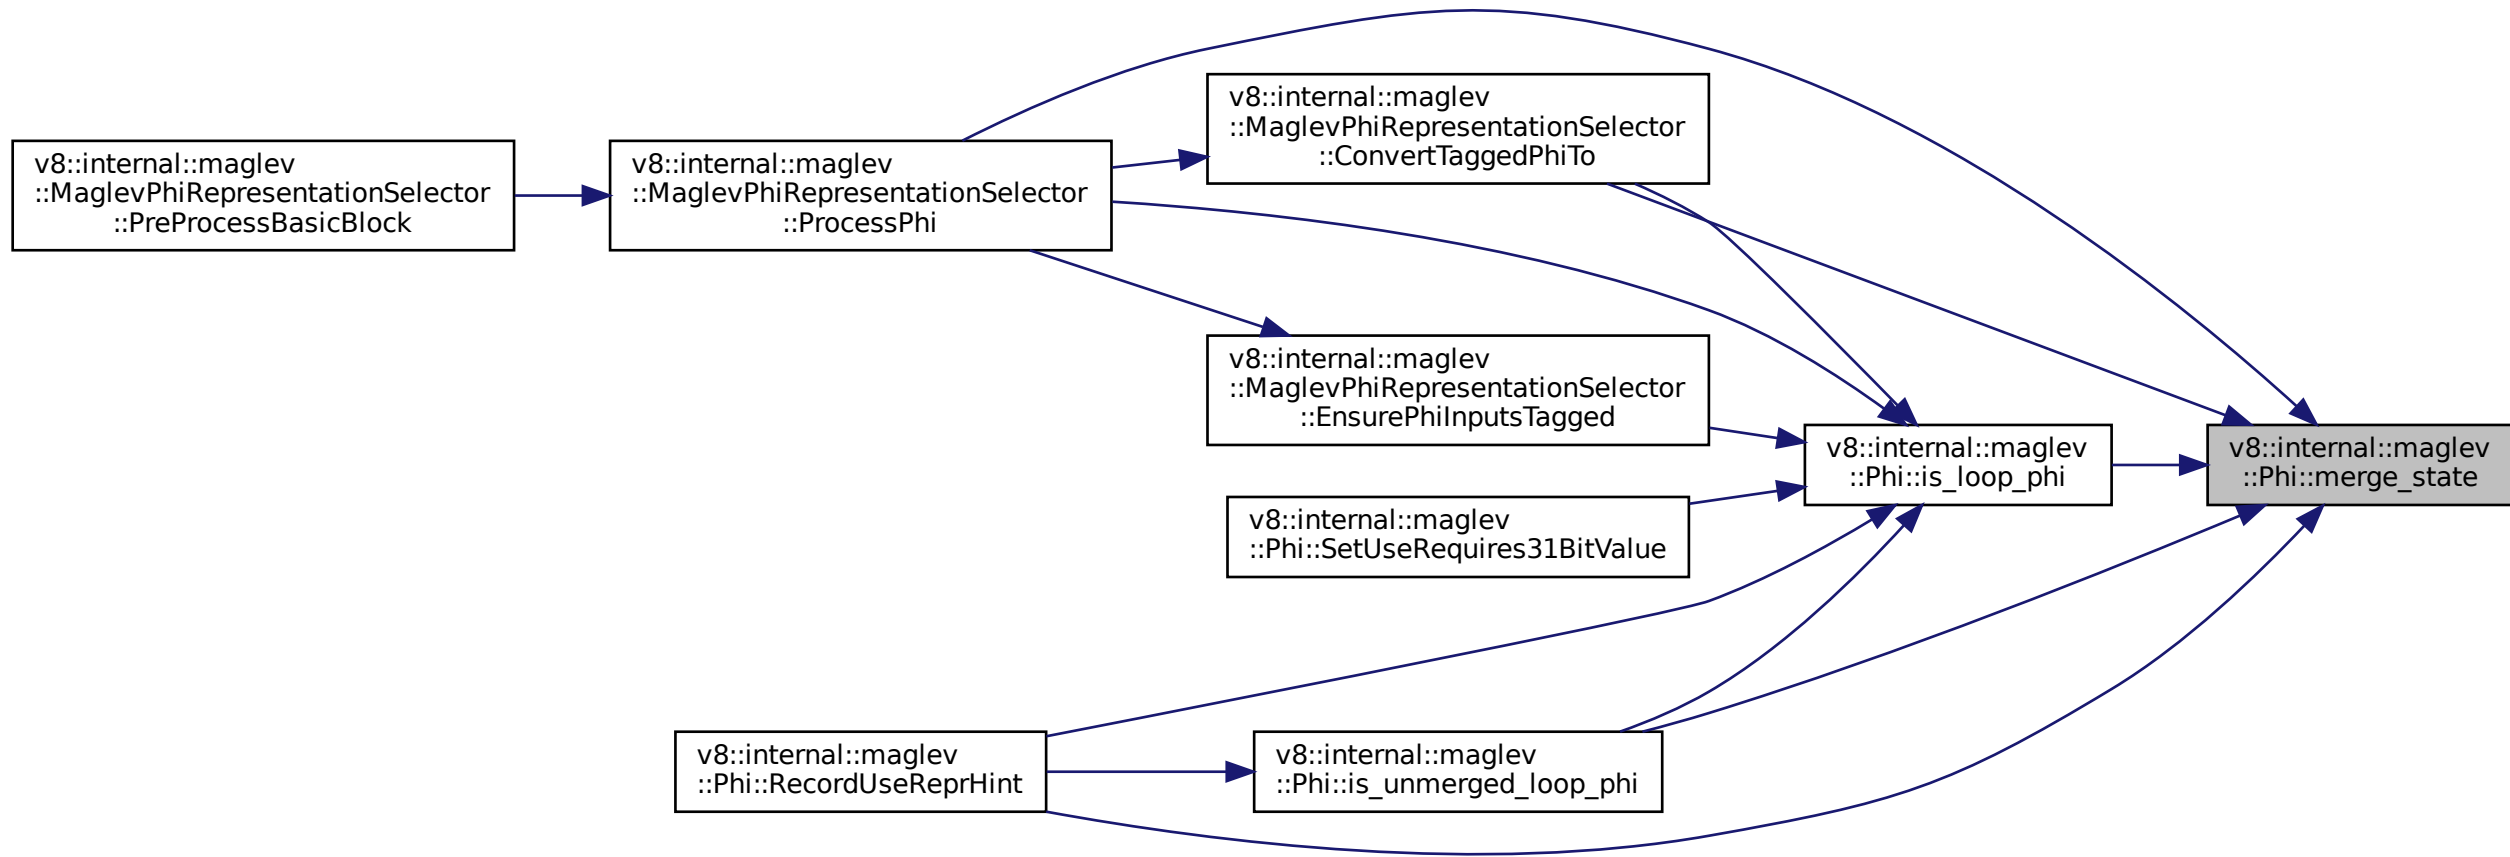 v8::internal::maglev
::MaglevPhiRepresentationSelector
::PreProcessBasicBlock
v8::internal::maglev
::MaglevPhiRepresentationSelector
::ProcessPhi
v8::internal::maglev
::MaglevPhiRepresentationSelector
::ConvertTaggedPhiTo
v8::internal::maglev
::MaglevPhiRepresentationSelector
::EnsurePhiInputsTagged
v8::internal::maglev
::Phi::is_loop_phi
v8::internal::maglev
::Phi::merge_state
v8::internal::maglev
::Phi::SetUseRequires31BitValue
v8::internal::maglev
::Phi::RecordUseReprHint
v8::internal::maglev
::Phi::is_unmerged_loop_phi